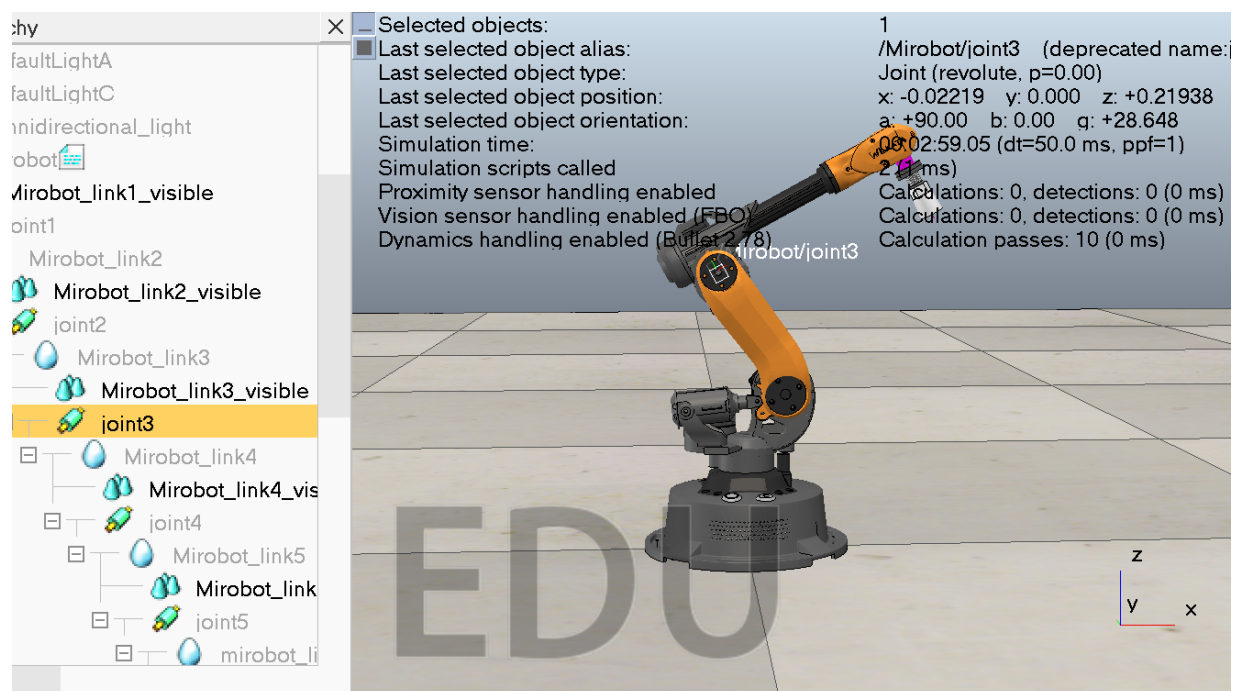 chy
Selected objects: 1
Last selected object alias: /Mirobot/joint3 (deprecated name:j
Last selected object type: Joint (revolute, p=0.00)
Last selected object position: x: -0.02219 y: 0.000 z: +0.21938
Last selected object orientation: a: +90.00 b: 0.00 g: +28.648
Simulation time: 00:02:59.05 (dt=50.0 ms, ppf=1)
Simulation scripts called ms)
Proximity sensor handling enabled Calculations: 0, detections: 0 (0 ms)
Vision sensor handling enabled (FBO) Calculations: 0, detections: 0 (0 ms)
Dynamics handling enabled (Bullet 2.78) Calculation passes: 10 (0 ms)
faultLightA
faultLightC
nidirectional_light
obot
Mirobot_link1_visible
oint1
Mirobot_link2
Mirobot_link2_visible
joint2
Mirobot_link3
Mirobot_link3_visible
joint3
Mirobot_link4
Mirobot_link4_vis
joint4
Mirobot_link5
Mirobot_link
joint5
mirobot_li
irobot/joint3
EDU
z
y
x